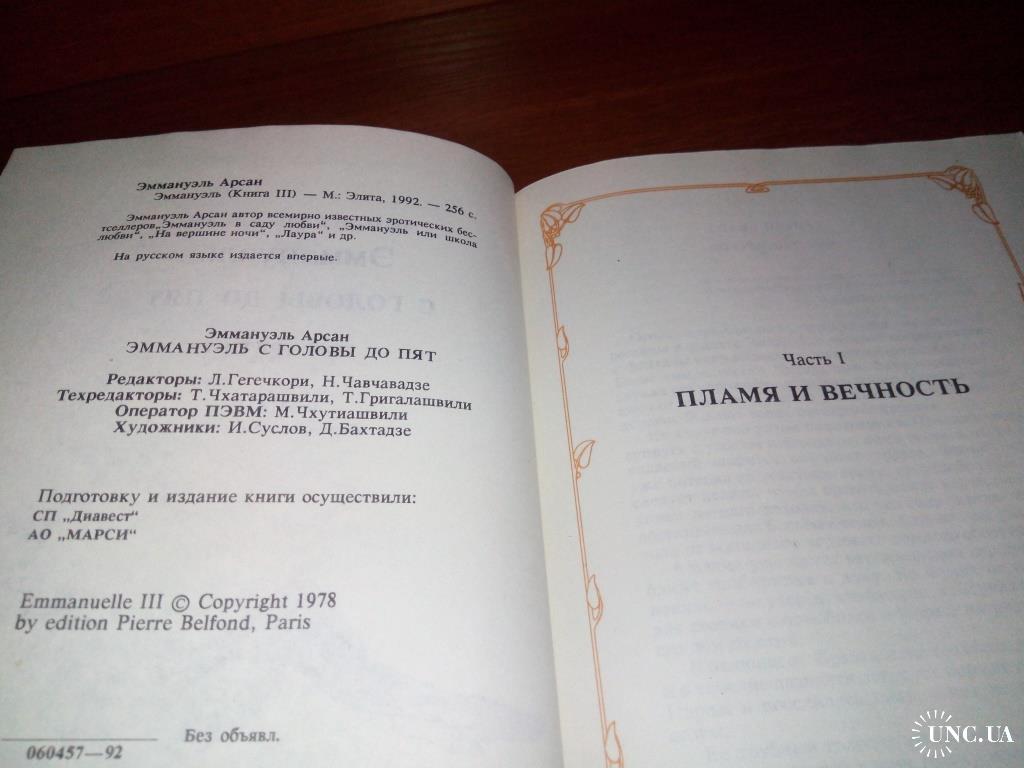 Эммануэль Арсан
Эммануэль (Книга III) — М.: Элита, 1992. — 256 с.
Эммануэль Арсан автор всемирно известных эротических бес-
тселлеров„Эммануэль в саду любви“, „Эммануэль или школа
любви“, „На вершине ночи“, „Лаура“ и др.
На русском языке издается впервые.
Эммануэль Арсан
ЭММАНУЭЛЬ С ГОЛОВЫ ДО ПЯТ
Редакторы: Л.Гегечкори, Н.Чавчавадзе
Техредакторы: Т.Чхатарашвили, Т.Григалашвили
Оператор ПЭВМ: М.Чхутиашвили
Художники: И.Суслов, Д.Бахтадзе
Подготовку и издание книги осуществили:
СП „Диавест“
АО „МАРСИ“
Emmanuelle III © Copyright 1978
by edition Pierre Belfond, Paris
Без объявл.
060457—92
Часть I
ПЛАМЯ И ВЕЧНОСТЬ
UNC.UA